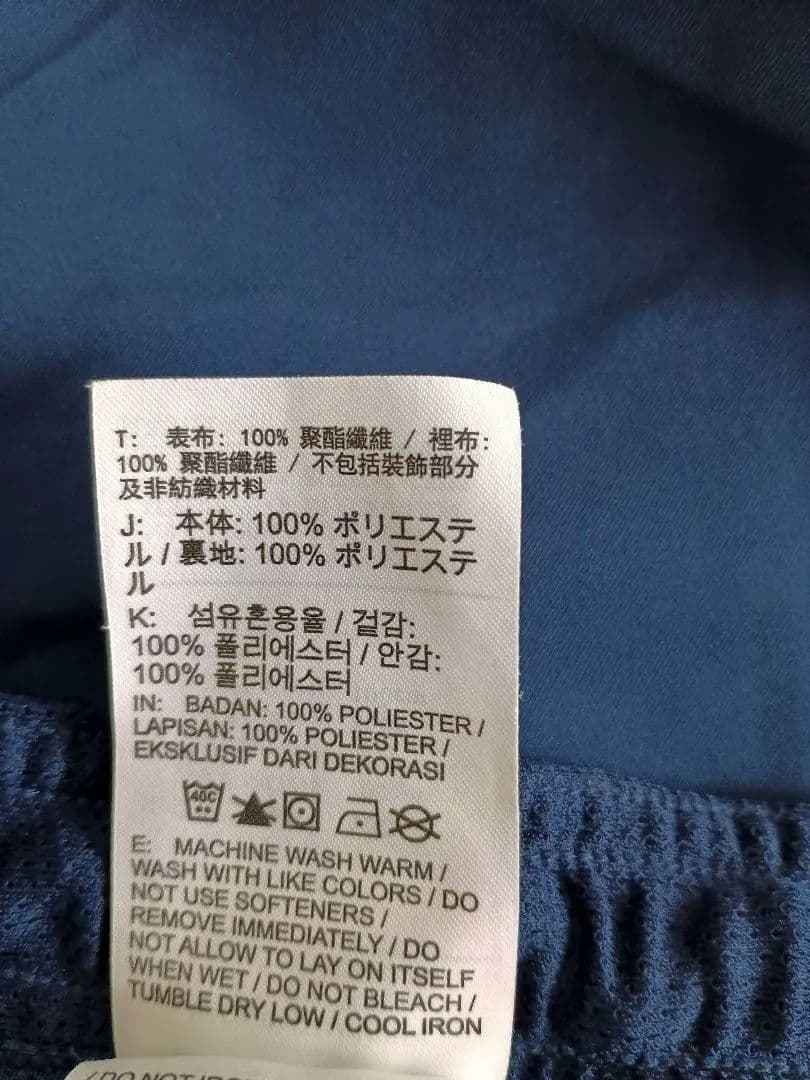 T: 表布: 100% 聚酯纖維 / 裡布:
100% 聚酯纖維 / 不包括裝飾部分
及非紡織材料
J: 本体: 100% ポリエステ
ル / 裏地: 100% ポリエステ
ル
K: 섬유혼용율 / 겉감:
100% 폴리에스터 / 안감:
100% 폴리에스터
IN: BADAN: 100% POLIESTER /
LAPISAN: 100% POLIESTER /
EKSKLUSIF DARI DEKORASI
40C
E: MACHINE WASH WARM /
WASH WITH LIKE COLORS / DO
NOT USE SOFTENERS /
REMOVE IMMEDIATELY / DO
NOT ALLOW TO LAY ON ITSELF
WHEN WET / DO NOT BLEACH /
TUMBLE DRY LOW / COOL IRON
/ DO NOT